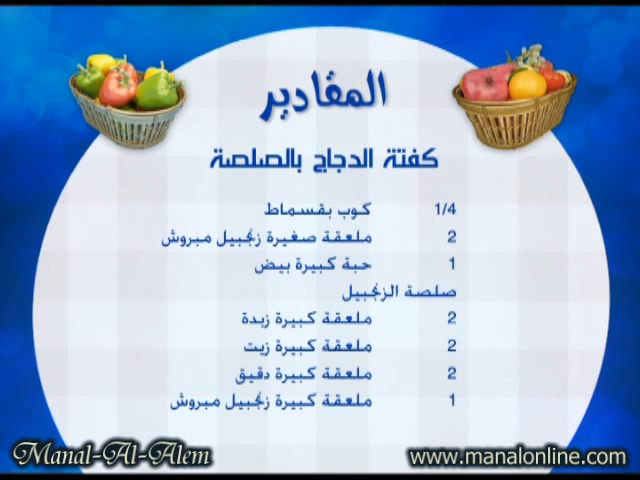 المقادير
كفتة الدجاج بالصلصة
1/4 كوب بقسماط
2 ملعقة صغيرة زنجبيل مبروش
1 حبة كبيرة بيض
صلصة الزنجبيل
2 ملعقة كبيرة زبدة
2 ملعقة كبيرة زيت
2 ملعقة كبيرة دقيق
1 ملعقة كبيرة زنجبيل مبروش
Manal-Al-Alem
www.manalonline.com